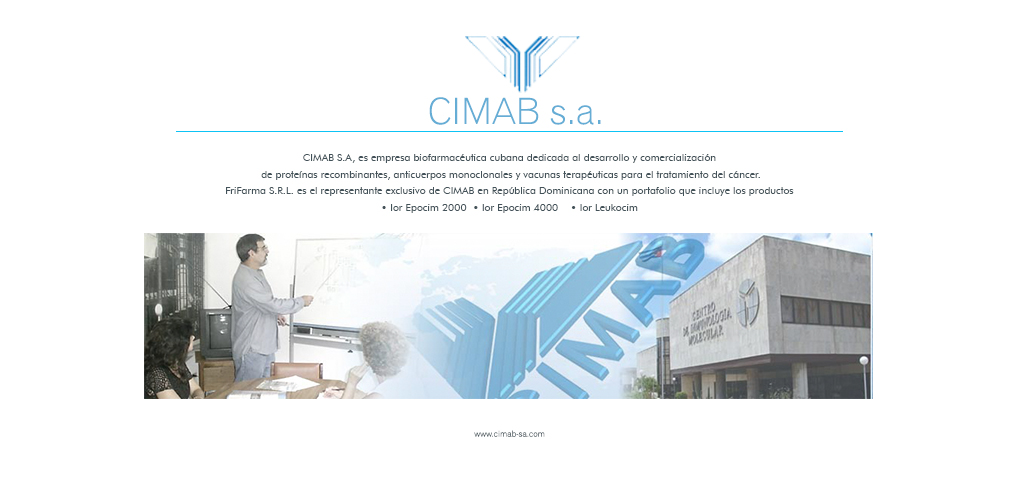 CIMAB s.a.
CIMAB S.A, es empresa biofarmacéutica cubana dedicada al desarrollo y comercialización
de proteínas recombinantes, anticuerpos monoclonales y vacunas terapéuticas para el tratamiento del cáncer.
FriFarma S.R.L. es el representante exclusivo de CIMAB en República Dominicana con un portafolio que incluye los productos
• Ior Epocim 2000 • Ior Epocim 4000 • Ior Leukocim
CIMAB
CENTRO
DE INMUNOLOGIA
MOLECULAR
www.cimab-sa.com